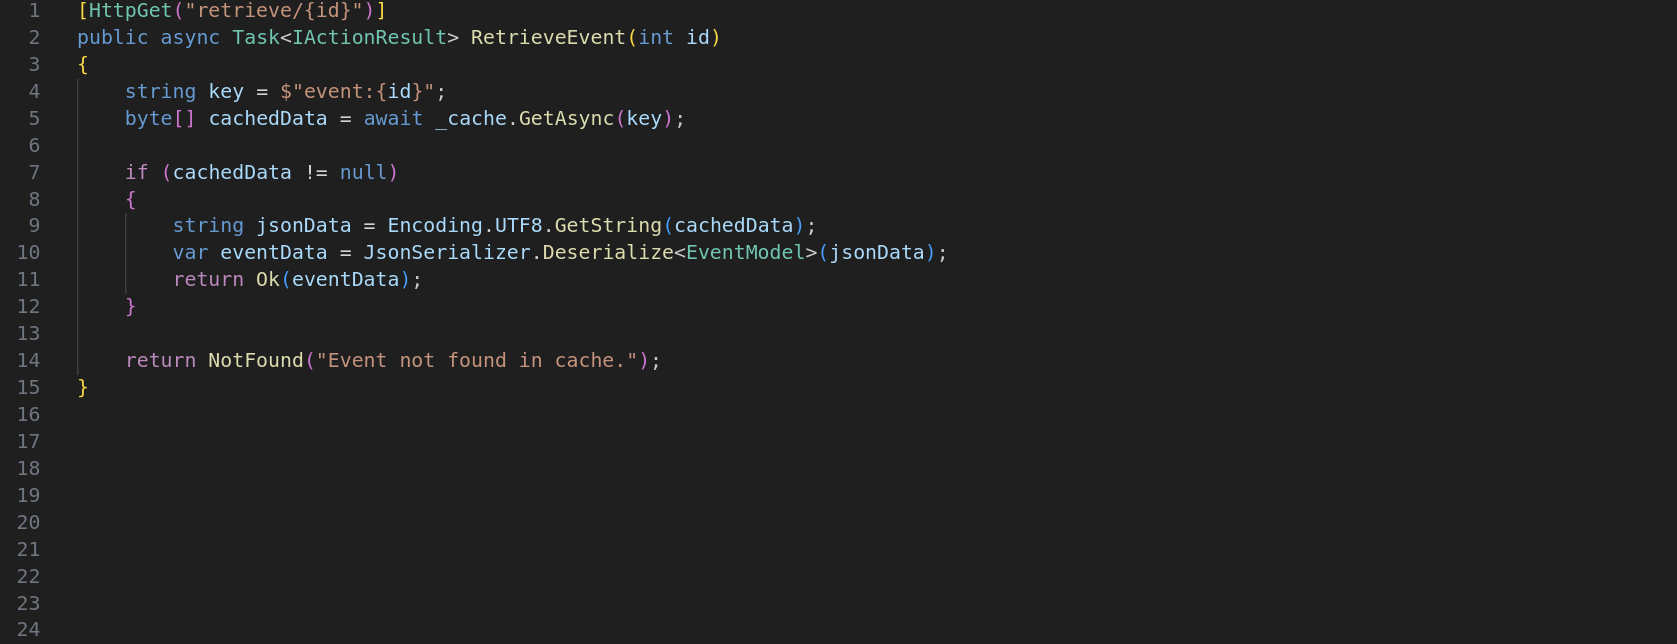 1 [HttpGet("retrieve/{id}")]
2 public async Task<IActionResult> RetrieveEvent(int id)
3 {
4     string key = $"event:{id}";
5     byte[] cachedData = await _cache.GetAsync(key);
6
7     if (cachedData != null)
8     {
9         string jsonData = Encoding.UTF8.GetString(cachedData);
10         var eventData = JsonSerializer.Deserialize<EventModel>(jsonData);
11         return Ok(eventData);
12     }
13
14     return NotFound("Event not found in cache.");
15 }
16
17
18
19
20
21
22
23
24